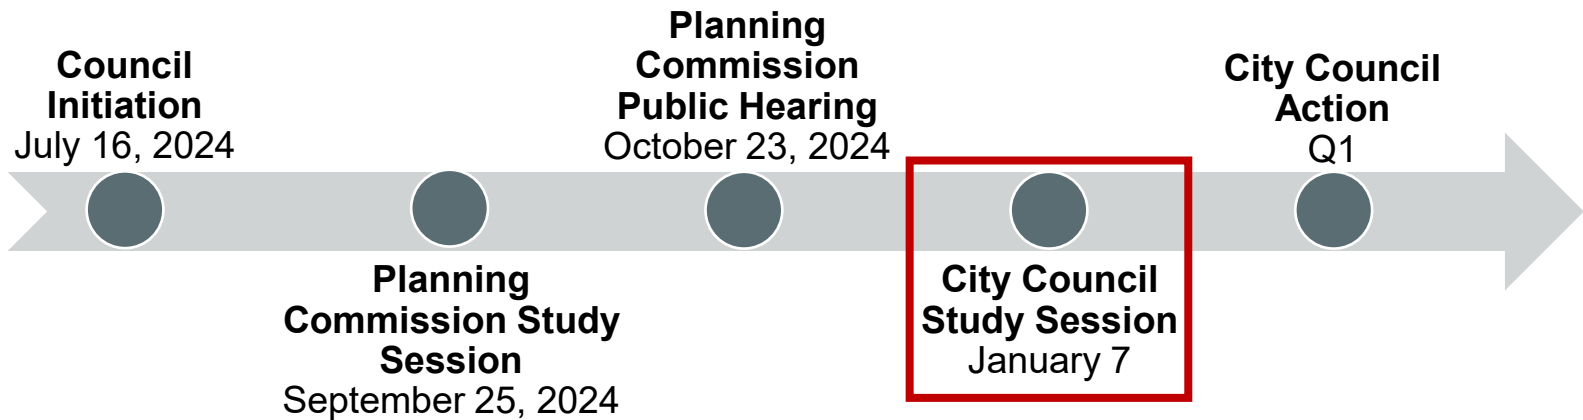 Council
Initiation
July 16, 2024
Planning
Commission Study
Session
September 25, 2024
Planning
Commission
Public Hearing
October 23, 2024
City Council
Study Session
January 7
City Council
Action
Q1